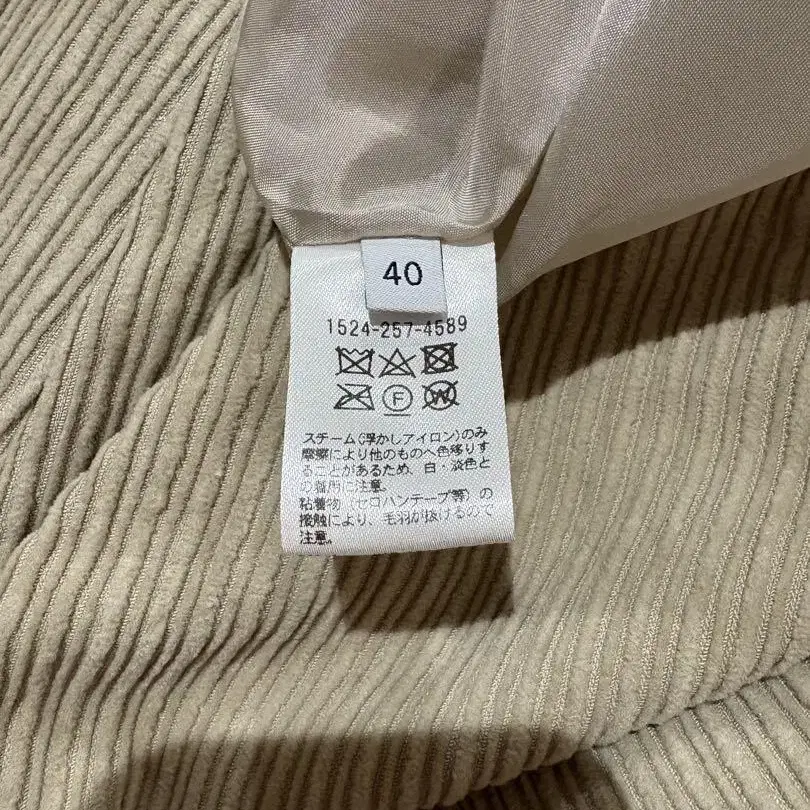 40
1524-257-4589
F
W
スチーム(浮かしアイロン)のみ
摩擦により他のものへ色移りす
ることがあるため、白・淡色と
の着用に注意。
粘着物(セロハンテープ等)の
接触により、毛羽が抜けるので
注意。